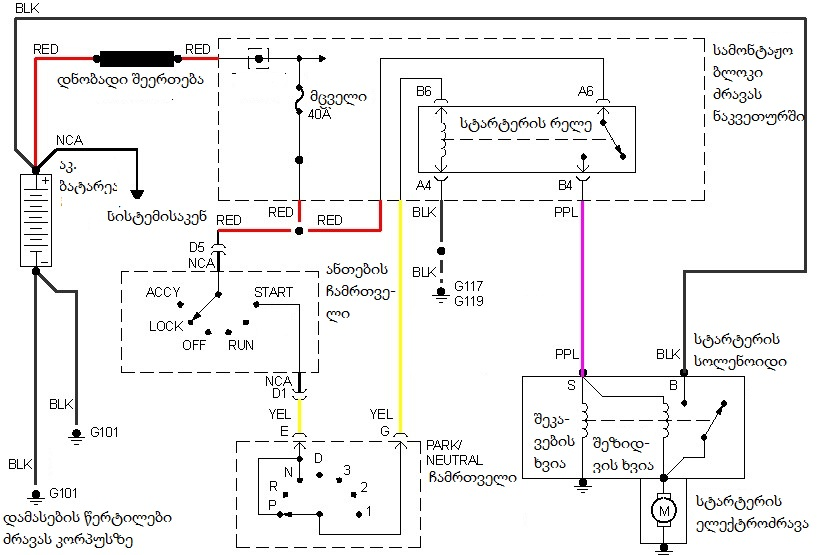 BLK
RED
RED
დნობადი შეერთება
მცველი
40A
სამონტაჟო
ბლოკი
ძრავას
ნაკვეთურში
B6
A6
სტარტერის რელე
A4
B4
NCA
აკ.
ბატარეა
+
–
სისტემისაკენ
RED
RED
RED
BLK
PPL
D5
NCA
BLK
G117
G119
ანთების
ჩამრთვე-
ლი
ACCY
START
LOCK
OFF
RUN
NCA
D1
YEL
YEL
E
G
PARK/
NEUTRAL
ჩამრთველი
D
N
3
R
2
P
1
BLK
G101
BLK
G101
დამასების წერტილები
ძრავას კორპუსზე
PPL
BLK
სტარტერის
სოლენოიდი
S
B
შეკა-
ვების
ხვია
შეზიდ-
ვის ხვია
M
სტარტერის
ელექტროძრავა